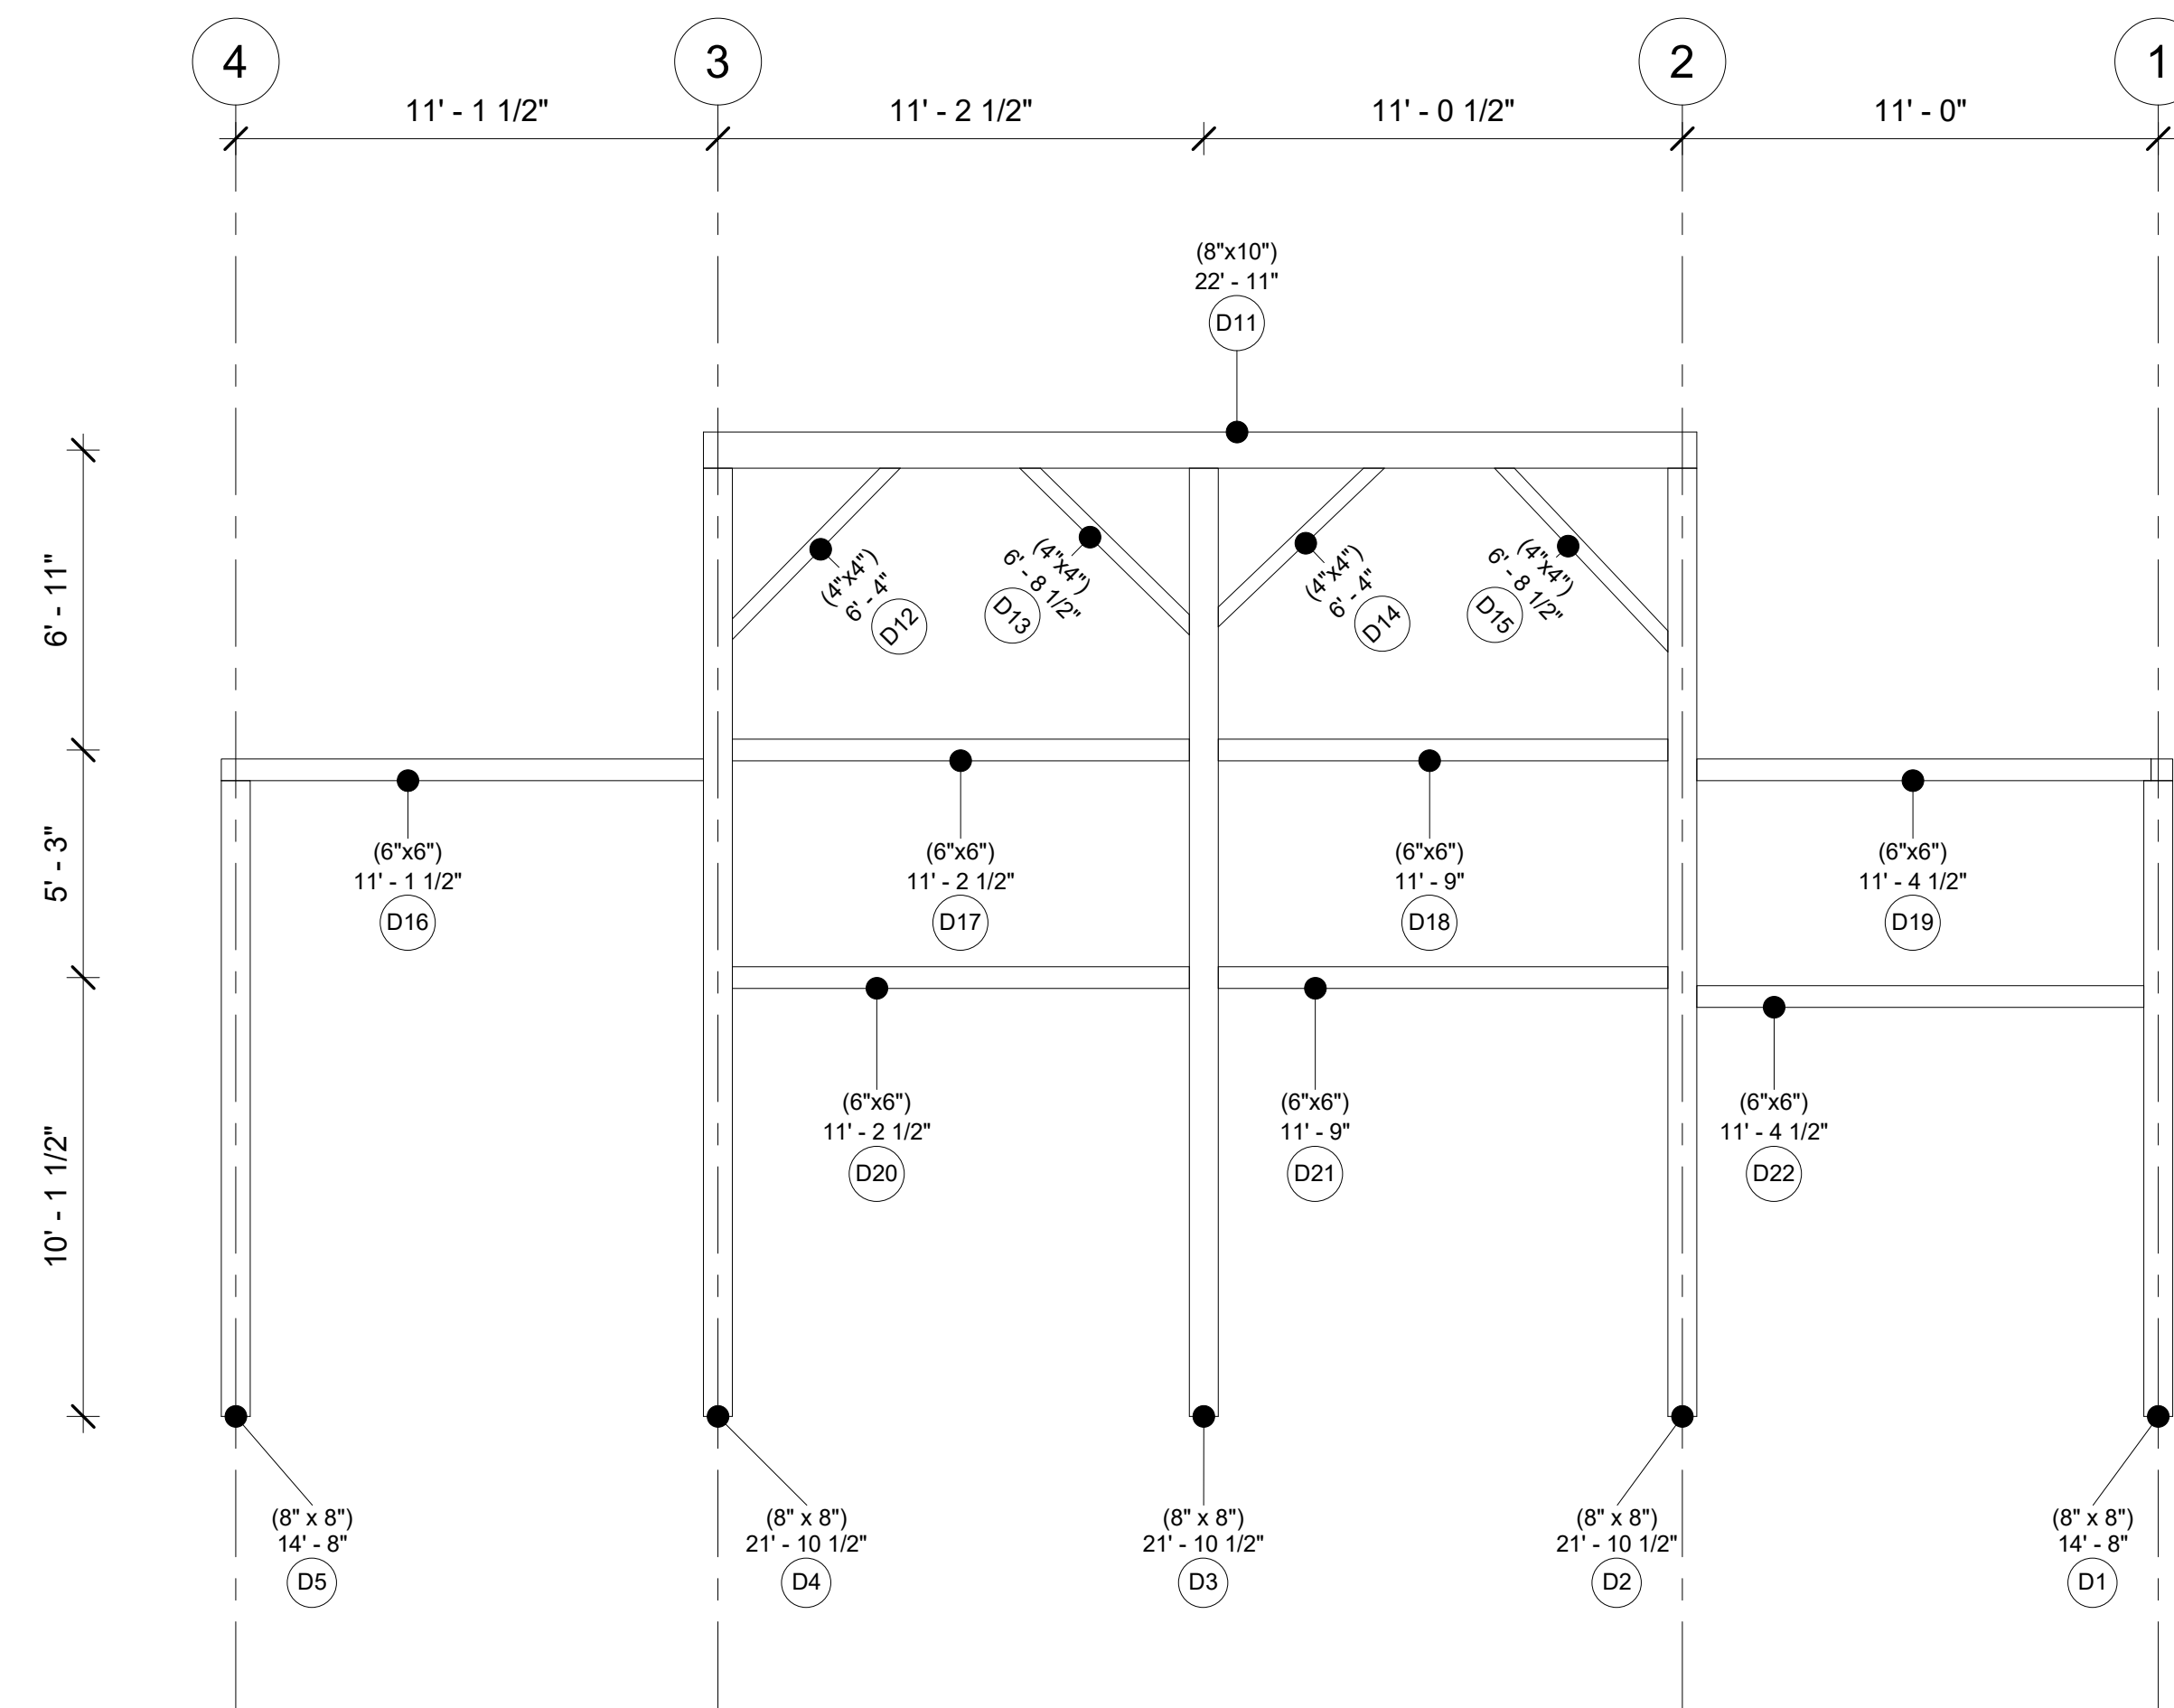 4
3
2
1
11' - 1 1/2"
11' - 2 1/2"
11' - 0 1/2"
11' - 0"
(8"x10")
22' - 11"
D11
6' - 11"
5' - 3"
10' - 1 1/2"
(4"x4")
6' - 4"
D12
(4"x4")
6' - 8 1/2"
D13
(4"x4")
6' - 4"
D14
(4"x4")
6' - 8 1/2"
D15
(6"x6")
11' - 1 1/2"
D16
(6"x6")
11' - 2 1/2"
D17
(6"x6")
11' - 9"
D18
(6"x6")
11' - 4 1/2"
D19
(6"x6")
11' - 2 1/2"
D20
(6"x6")
11' - 9"
D21
(6"x6")
11' - 4 1/2"
D22
(8" x 8")
14' - 8"
D5
(8" x 8")
21' - 10 1/2"
D4
(8" x 8")
21' - 10 1/2"
D3
(8" x 8")
21' - 10 1/2"
D2
(8" x 8")
14' - 8"
D1